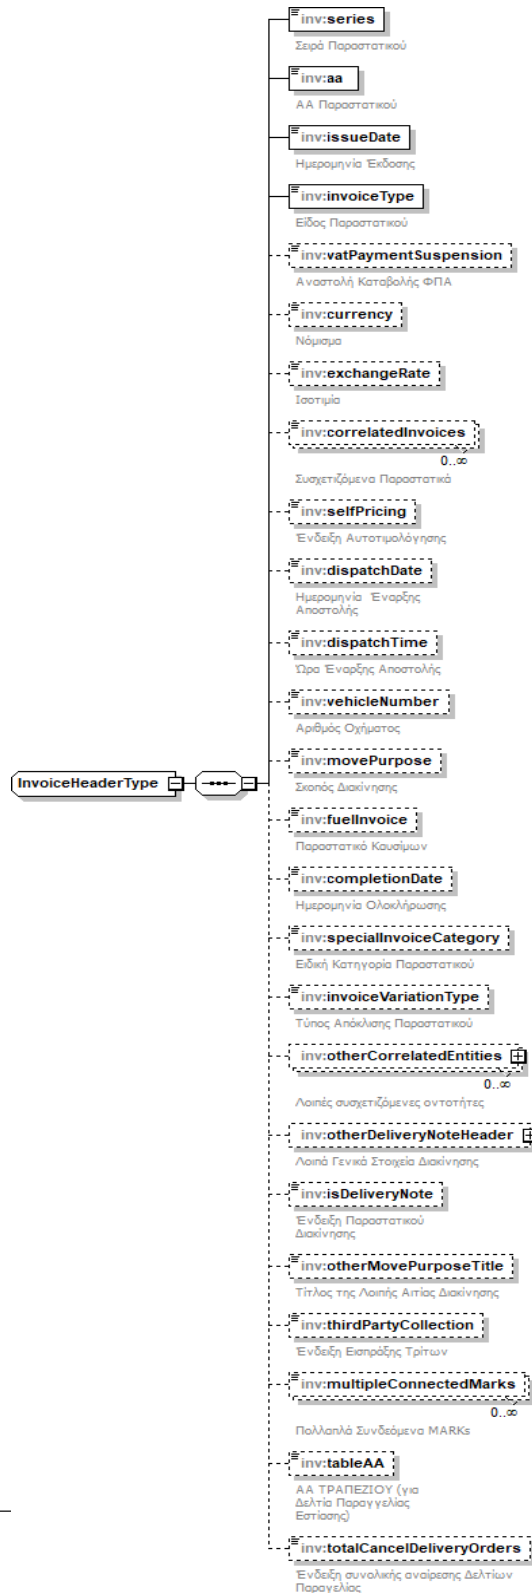 inv:series
Σειρά Παραστατικού
inv:aa
ΑΑ Παραστατικού
inv:issueDate
Ημερομηνία Έκδοσης
inv:invoiceType
Είδος Παραστατικού
inv:vatPaymentSuspension
Αναστολή Καταβολής ΦΠΑ
inv:currency
Νόμισμα
inv:exchangeRate
Ισοτιμία
inv:correlatedInvoices
0..∞
Συσχετιζόμενα Παραστατικά
inv:selfPricing
Ένδειξη Αυτοτιμολόγησης
inv:dispatchDate
Ημερομηνία Έναρξης
Αποστολής
inv:dispatchTime
Ώρα Έναρξης Αποστολής
inv:vehicleNumber
Αριθμός Οχήματος
inv:movePurpose
InvoiceHeaderType
Σκοπός Διακίνησης
inv:fuelInvoice
Παραστατικό Καυσίμων
inv:completionDate
Ημερομηνία Ολοκλήρωσης
inv:specialInvoiceCategory
Ειδική Κατηγορία Παραστατικού
inv:invoiceVariationType
Τύπος Απόκλισης Παραστατικού
inv:otherCorrelatedEntities
0..∞
Λοιπές συσχετιζόμενες οντοτήτες
inv:otherDeliveryNoteHeader
Λοιπά Γενικά Στοιχεία Διακίνησης
inv:isDeliveryNote
Ένδειξη Παραστατικού
Διακίνησης
inv:otherMovePurposeTitle
Τίτλος της Λοιπής Αιτίας Διακίνησης
inv:thirdPartyCollection
Ένδειξη Εισπράξης Τρίτων
inv:multipleConnectedMarks
0..∞
Πολλαπλά Συνδεόμενα MARKs
inv:tableAA
ΑΑ ΤΡΑΠΕΖΙΟΥ (για
Δελτία Παραγγελίας
Εστίασης)
inv:totalCancelDeliveryOrders
Ένδειξη συνολικής αναίρεσης Δελτίων
Παραγελίας